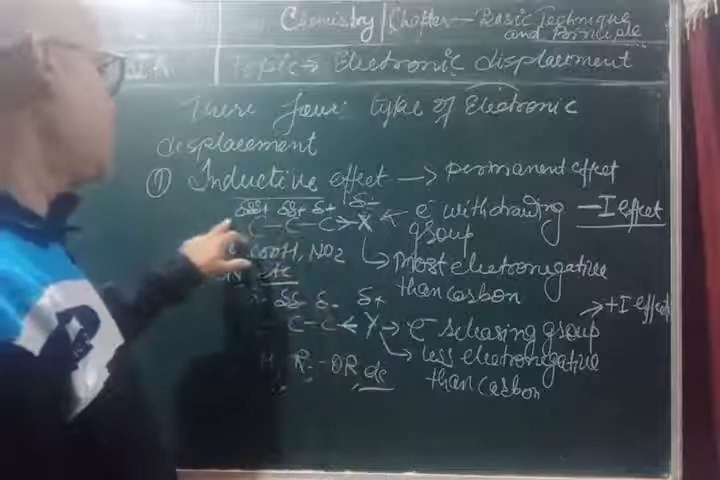 Chemistry | Chapter - Basic Technique and Principle
Topic → Electronic displacement
There four type of Electronic
displacement
① Inductive effect → permanent effect
δδδ+ δδ+ δ+ δ-
C - C - C > X ← e⁻ withdrawing group - I effect
COOH, NO2
↳ Most electronegative
than carbon
δδ- δ- δ+
C - C < Y → e⁻ releasing group → +I effect
↳ less electronegative
than carbon
H, R - OR etc